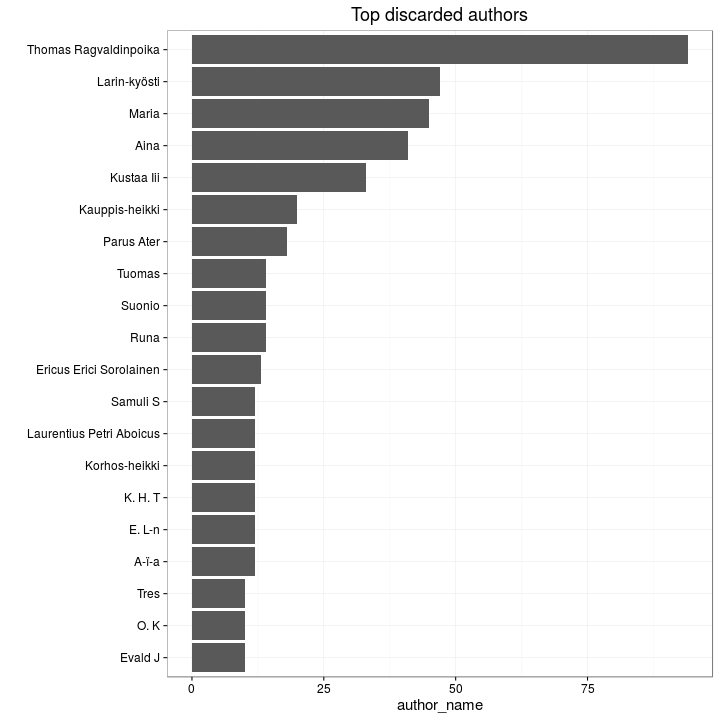 Top discarded authors
Thomas Ragvaldinpoika
Larin-kyösti
Maria
Aina
Kustaa Iii
Kauppis-heikki
Parus Ater
Tuomas
Suonio
Runa
Ericus Erici Sorolainen
Samuli S
Laurentius Petri Aboicus
Korhos-heikki
K. H. T
E. L-n
A-ï-a
Tres
O. K
Evald J
0 25 50 75
author_name